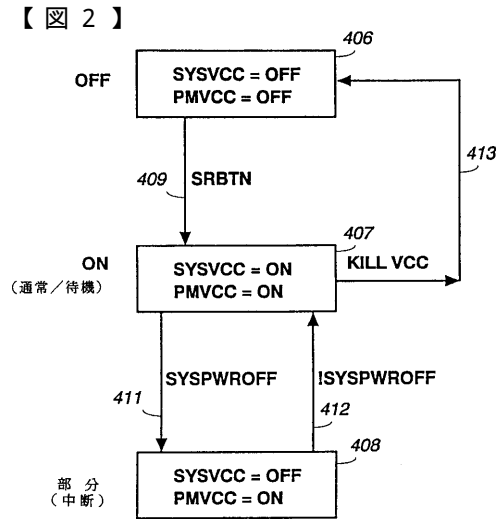 【図2】
406
OFF
SYSVCC = OFF
PMVCC = OFF
413
409
SRBTN
407
ON
(通常/待機)
SYSVCC = ON
PMVCC = ON
KILL VCC
SYSPWROFF
!SYSPWROFF
411
412
408
部分
(中断)
SYSVCC = OFF
PMVCC = ON